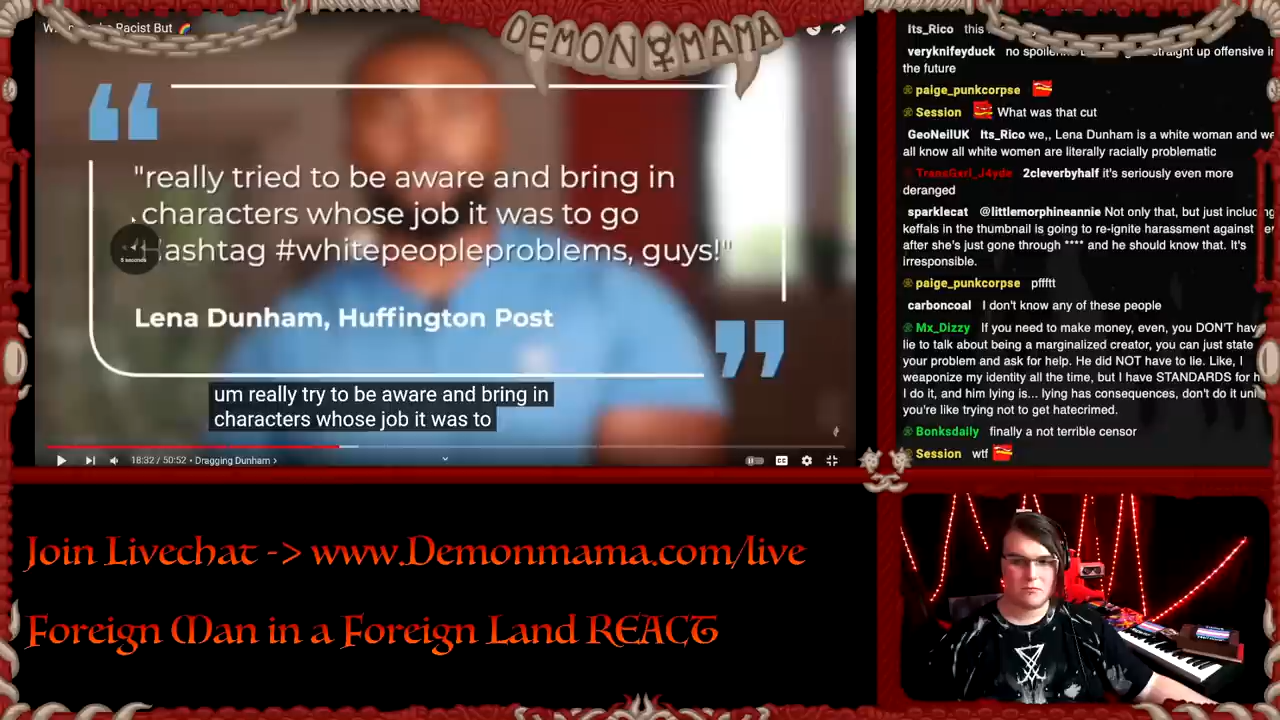 Racist But
DEMON MAMA
"really tried to be aware and bring in
characters whose job it was to go
#whitepeopleproblems, guys!"
Lena Dunham, Huffington Post
um really try to be aware and bring in
characters whose job it was to
18:32 / 50:52 • Dragging Dunham ›
Its_Rico this
veryknifeyduck no straight up offensive in
the future
paige_punkcorpse
Session What was that cut
GeoNeilUK Its_Rico we,, Lena Dunham is a white woman and we
all know all white women are literally racially problematic
TransGxrl_J4yde 2cleverbyhalf it's seriously even more
deranged
sparklecat @littlemorphineannie Not only that, but just
keffals in the thumbnail is going to re-ignite harassment against
after she's just gone through **** and he should know that. It's
irresponsible.
paige_punkcorpse pffftt
carboncoal I don't know any of these people
Mx_Dizzy If you need to make money, even, you DON'T
lie to talk about being a marginalized creator, you can just state
your problem and ask for help. He did NOT have to lie. Like, I
weaponize my identity all the time, but I have STANDARDS for
I do it, and him lying is... lying has consequences, don't do it
you're like trying not to get hatecrimed.
Bonksdaily finally a not terrible censor
Session wtf
Join Livechat -> www.Demonmama.com/live
Foreign Man in a Foreign Land REACT